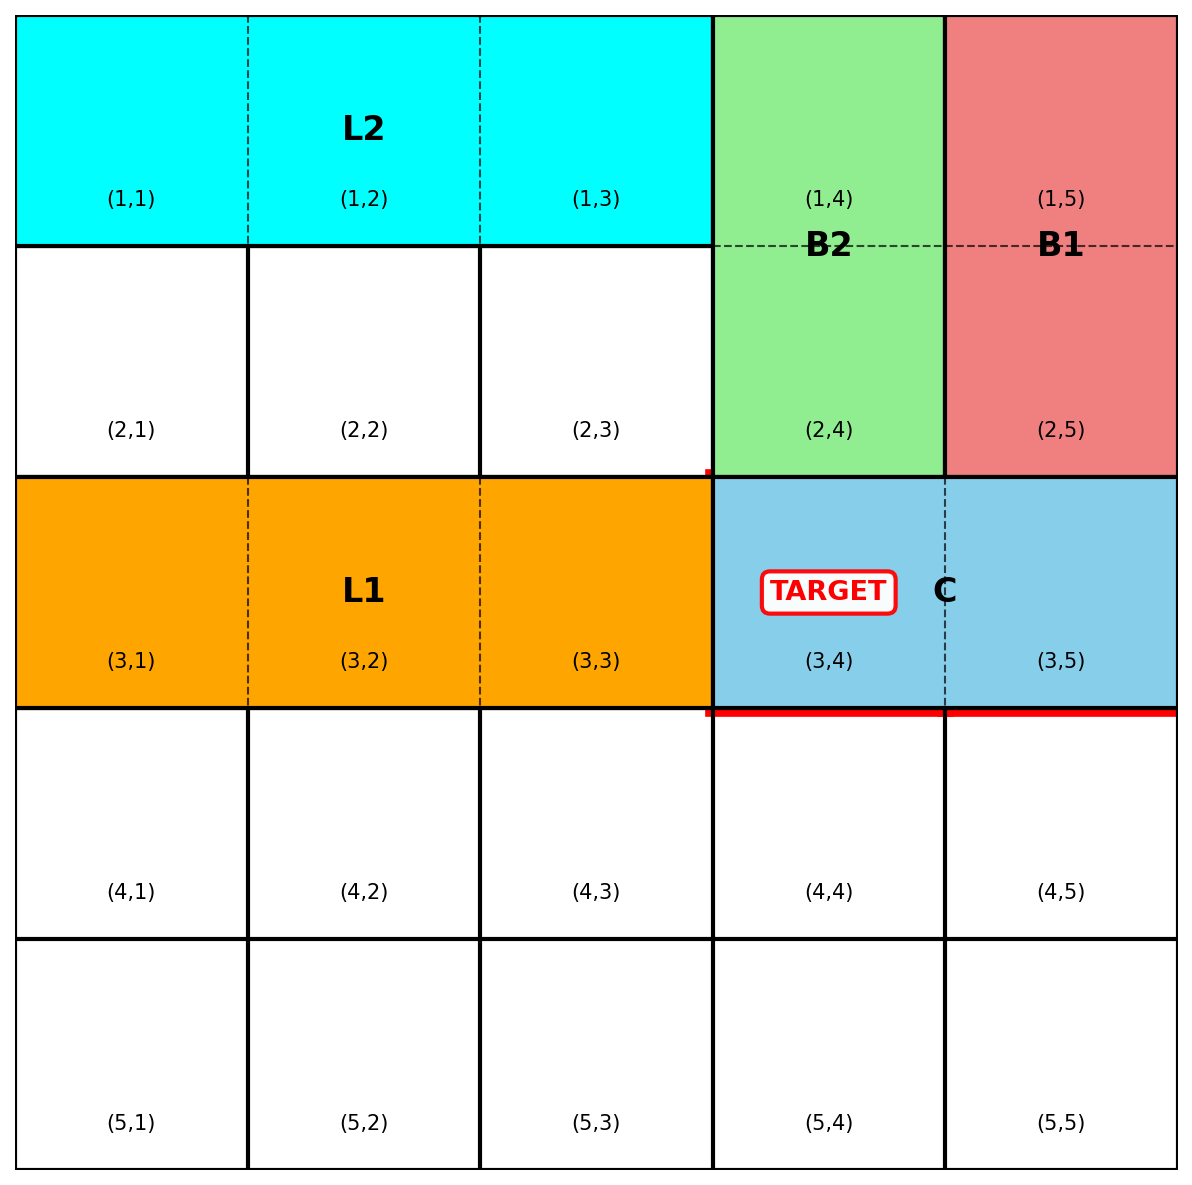 L2
(1,1) (1,2) (1,3) (1,4) (1,5)
B2 B1
(2,1) (2,2) (2,3) (2,4) (2,5)
L1 TARGET C
(3,1) (3,2) (3,3) (3,4) (3,5)
(4,1) (4,2) (4,3) (4,4) (4,5)
(5,1) (5,2) (5,3) (5,4) (5,5)